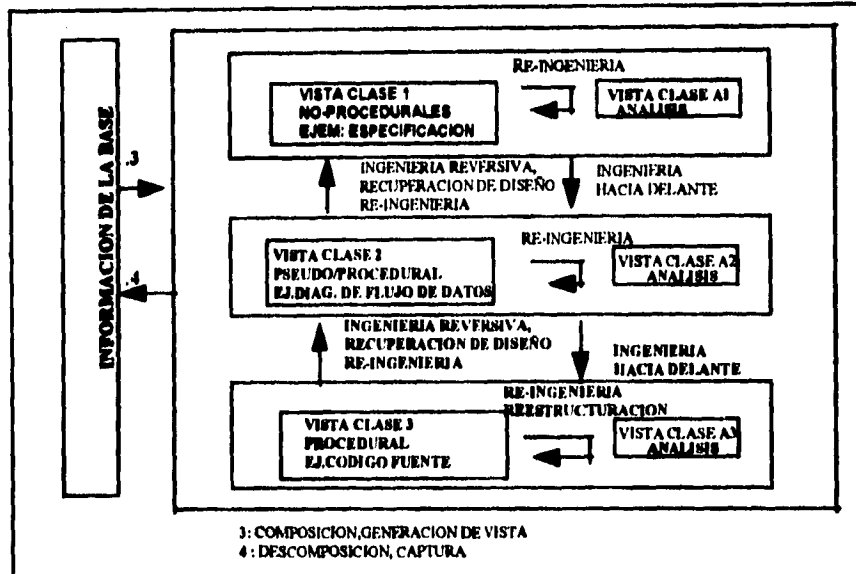 INFORMACION DE LA BASE
.3
.4
RE-INGENIERIA
VISTA CLASE 1
NO-PROCEDURALES
EJEM: ESPECIFICACION
VISTA CLASE A1
ANALISIS
INGENIERIA REVERSIVA,
RECUPERACION DE DISEÑO
RE-INGENIERIA
INGENIERIA
HACIA DELANTE
RE-INGENIERIA
VISTA CLASE 2
PSEUDO/PROCEDURAL
EJ.DIAG. DE FLUJO DE DATOS
VISTA CLASE A2
ANALISIS
INGENIERIA REVERSIVA,
RECUPERACION DE DISEÑO
RE-INGENIERIA
INGENIERIA
HACIA DELANTE
RE-INGENIERIA
REESTRUCTURACION
VISTA CLASE 3
PROCEDURAL
EJ.CODIGO FUENTE
VISTA CLASE A3
ANALISIS
3: COMPOSICION,GENERACION DE VISTA
4 : DESCOMPOSICION, CAPTURA